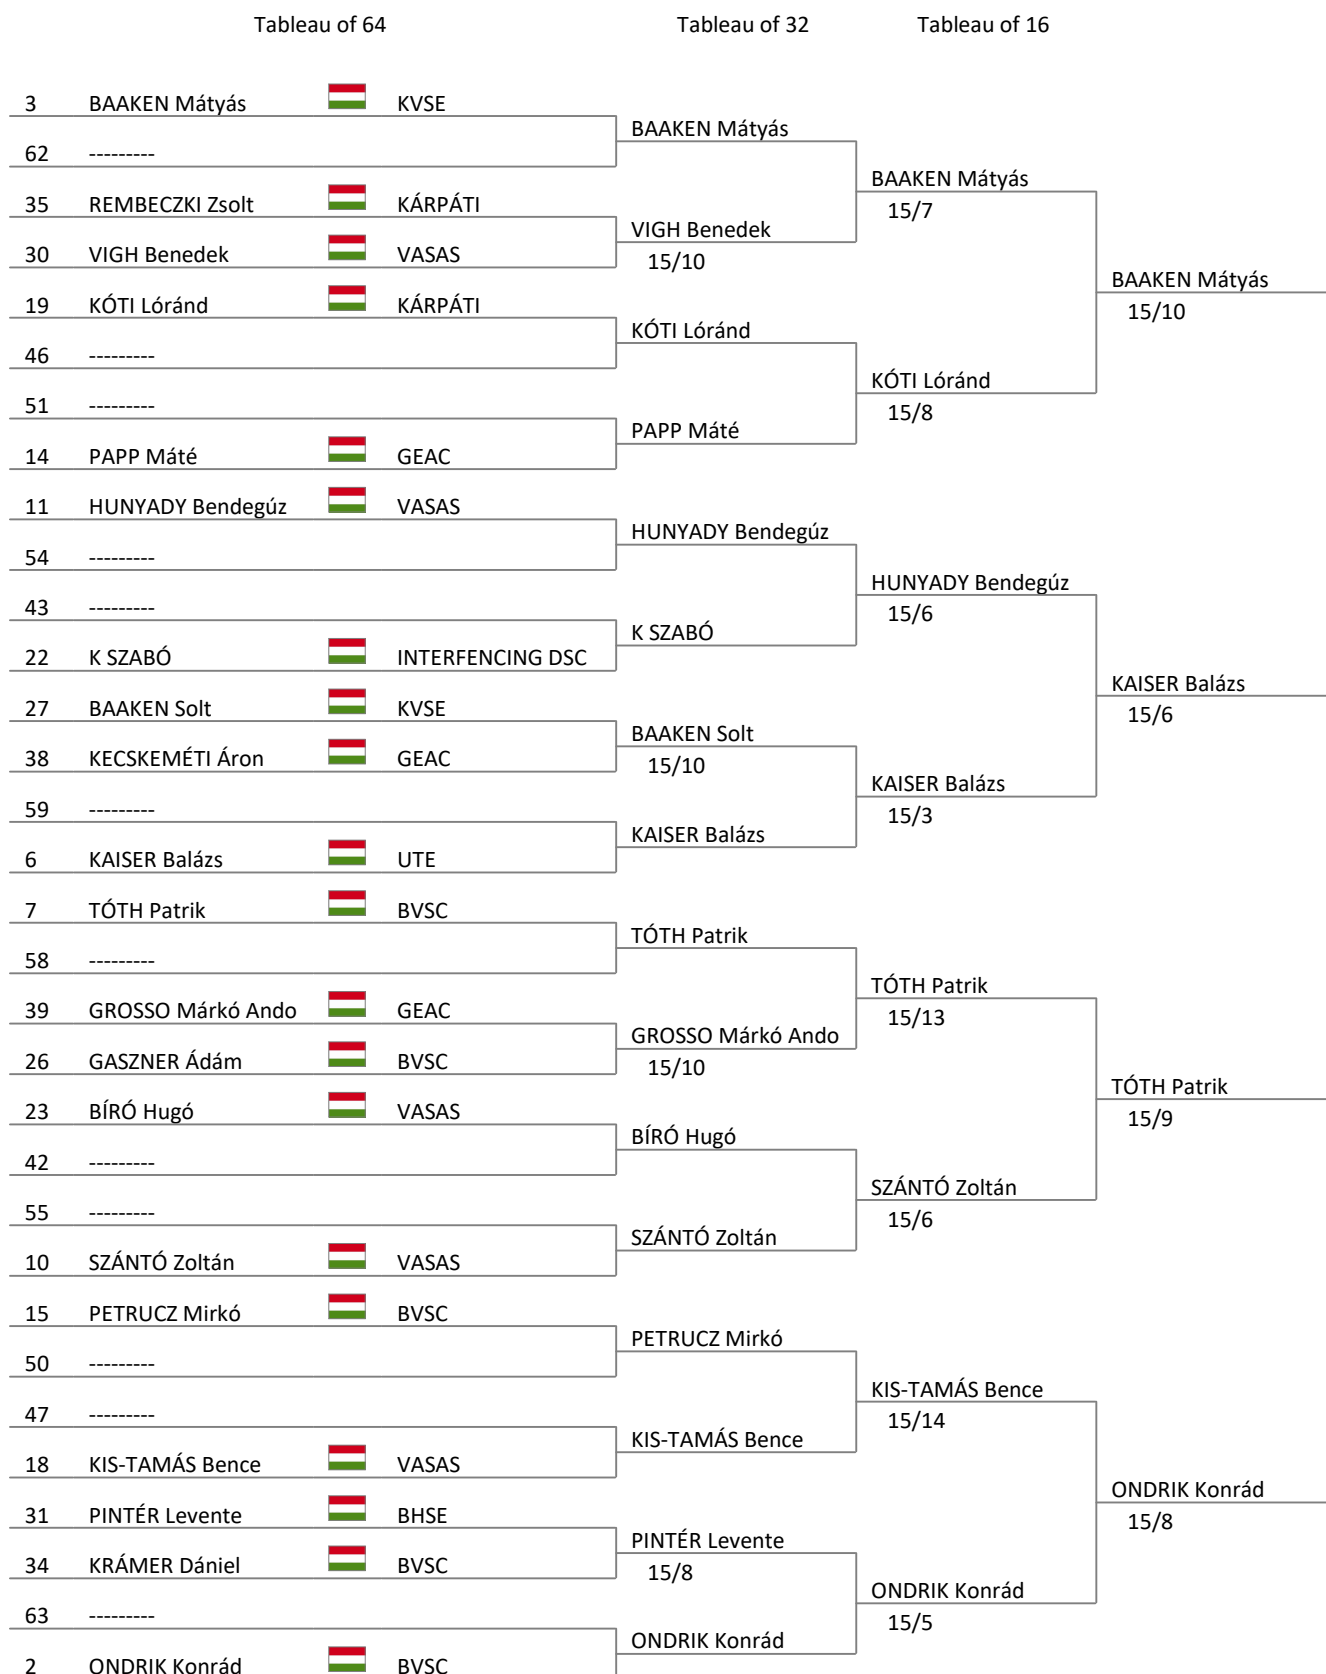 Tableau of 64 Tableau of 32 Tableau of 16
3 BAAKEN Mátyás KVSE
BAAKEN Mátyás
62 ---------
BAAKEN Mátyás
15/7
35 REMBECZKI Zsolt KÁRPÁTI
VIGH Benedek
15/10
30 VIGH Benedek VASAS
BAAKEN Mátyás
15/10
19 KÓTI Lóránd KÁRPÁTI
KÓTI Lóránd
46 ---------
KÓTI Lóránd
15/8
51 ---------
PAPP Máté
14 PAPP Máté GEAC
11 HUNYADY Bendegúz VASAS
HUNYADY Bendegúz
54 ---------
HUNYADY Bendegúz
15/6
43 ---------
K SZABÓ
22 K SZABÓ INTERFENCING DSC
KAISER Balázs
15/6
27 BAAKEN Solt KVSE
BAAKEN Solt
15/10
38 KECSKEMÉTI Áron GEAC
KAISER Balázs
15/3
59 ---------
KAISER Balázs
6 KAISER Balázs UTE
7 TÓTH Patrik BVSC
TÓTH Patrik
58 ---------
TÓTH Patrik
15/13
39 GROSSO Márkó Ando GEAC
GROSSO Márkó Ando
15/10
26 GASZNER Ádám BVSC
TÓTH Patrik
15/9
23 BÍRÓ Hugó VASAS
BÍRÓ Hugó
42 ---------
SZÁNTÓ Zoltán
15/6
55 ---------
SZÁNTÓ Zoltán
10 SZÁNTÓ Zoltán VASAS
15 PETRUCZ Mirkó BVSC
PETRUCZ Mirkó
50 ---------
KIS-TAMÁS Bence
15/14
47 ---------
KIS-TAMÁS Bence
18 KIS-TAMÁS Bence VASAS
ONDRIK Konrád
15/8
31 PINTÉR Levente BHSE
PINTÉR Levente
15/8
34 KRÁMER Dániel BVSC
ONDRIK Konrád
15/5
63 ---------
ONDRIK Konrád
2 ONDRIK Konrád BVSC